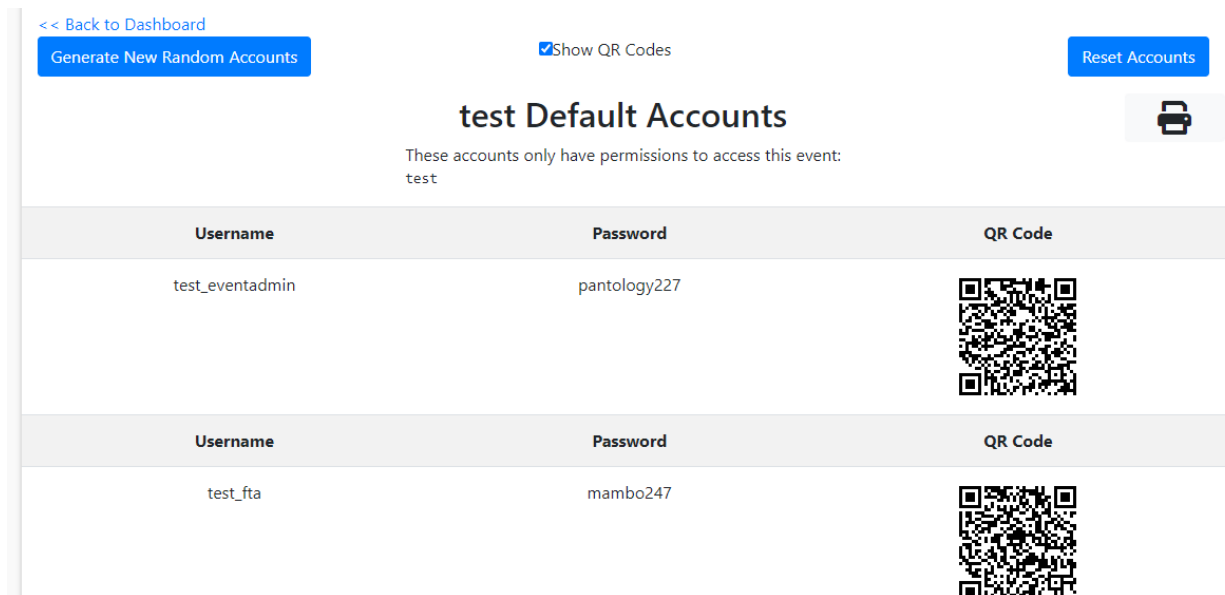 << Back to Dashboard
Generate New Random Accounts
Show QR Codes
Reset Accounts
test Default Accounts
These accounts only have permissions to access this event:
test
Username Password QR Code
test_eventadmin pantology227
Username Password QR Code
test_fta mambo247